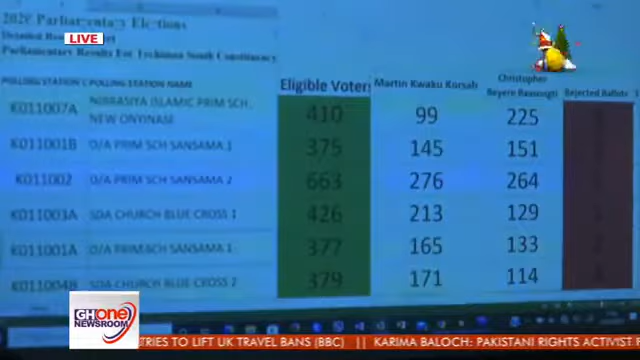 2020 Parliamentary Elections
LIVE
Parliamentary Results For Techiman South Constituency
POLLING STATION C POLLING STATION NAME Eligible Voters Martin Kwaku Korsah Christopher Beyere Baasongti Rejected Ballots
K011007A NURIASIYA ISLAMIC PRIM SCH. NEW ONYINASE 410 99 225
K011001B D/A PRIM SCH SANSAMA 1 375 145 151
K011002 D/A PRIM SCH SANSAMA 2 663 276 264
K011003A SDA CHURCH BLUE CROSS 1 426 213 129
K011001A D/A PRIM SCH SANSAMA 1 377 165 133
K011004B SDA CHURCH BLUE CROSS 2 379 171 114
GHONE
NEWSROOM
TRIES TO LIFT UK TRAVEL BANS (BBC) || KARIMA BALOCH: PAKISTANI RIGHTS ACTIVIST